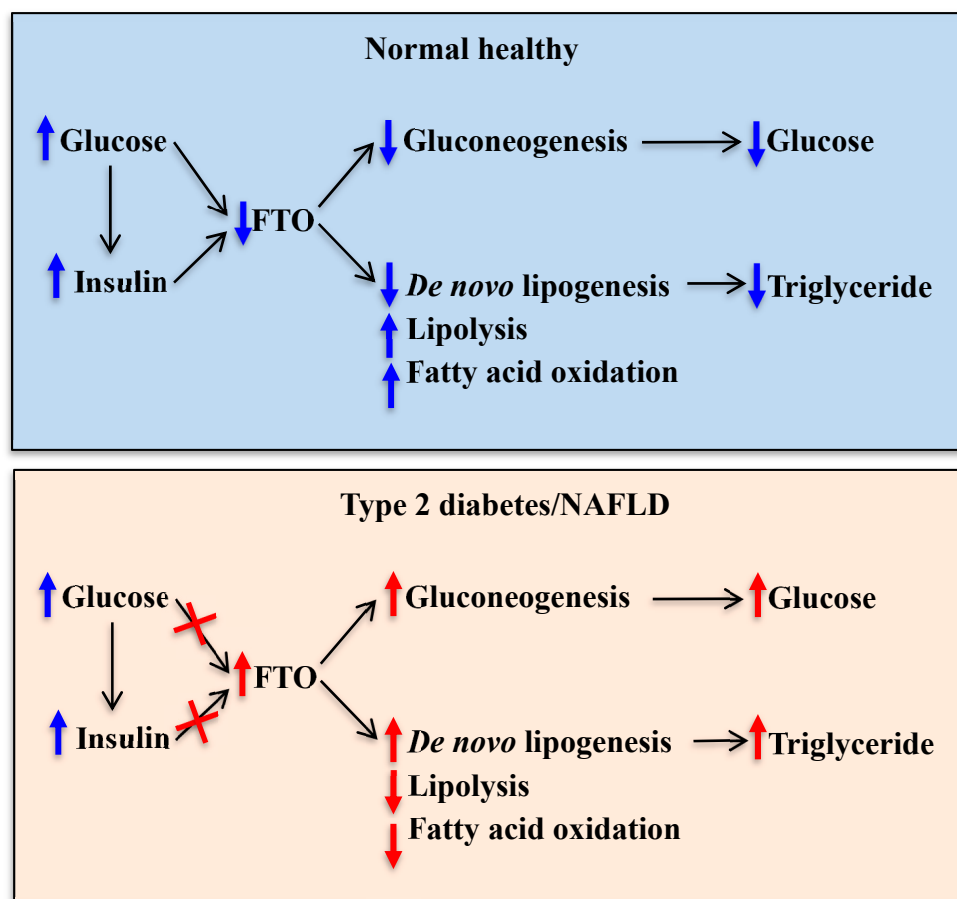 Normal healthy
Glucose
Gluconeogenesis
Glucose
FTO
Insulin
De novo lipogenesis
Triglyceride
Lipolysis
Fatty acid oxidation
Type 2 diabetes/NAFLD
Glucose
Gluconeogenesis
Glucose
FTO
Insulin
De novo lipogenesis
Triglyceride
Lipolysis
Fatty acid oxidation